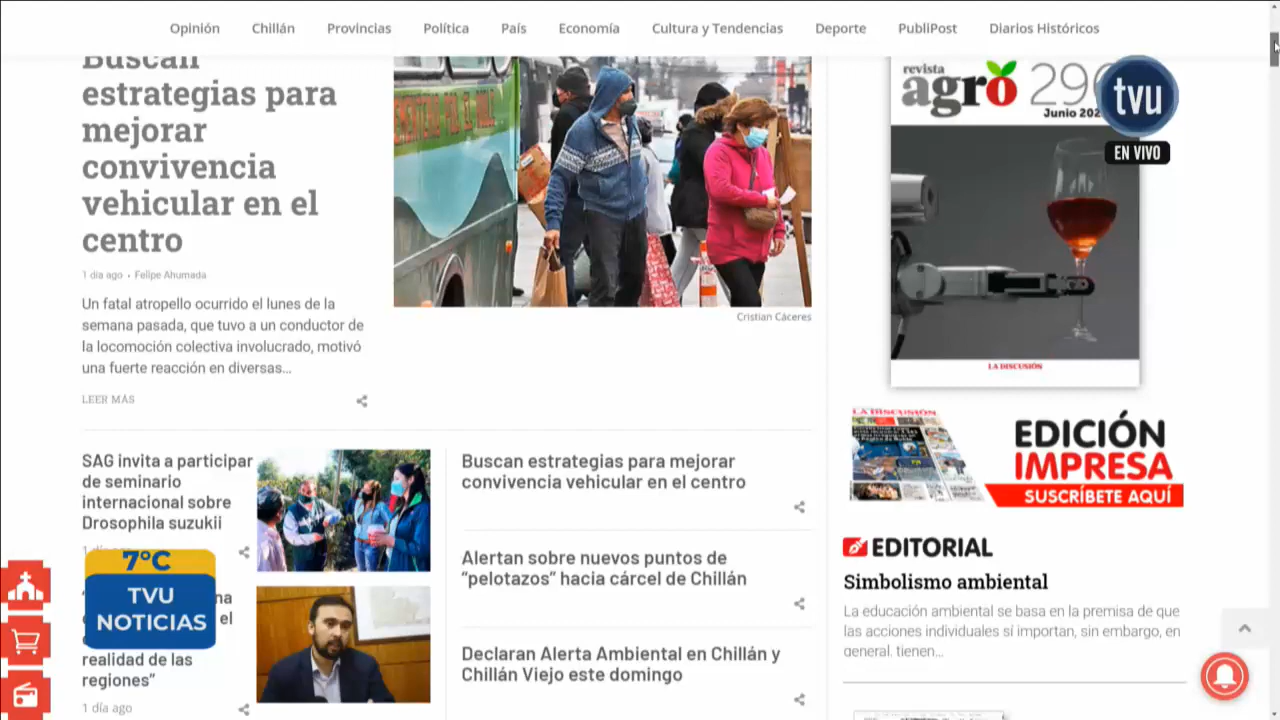 Opinión
Chillán
Provincias
Política
País
Economía
Cultura y Tendencias
Deporte
PubliPost
Diarios Históricos
Buscan
estrategias para
mejorar
convivencia
vehicular en el
centro
1 día ago • Felipe Ahumada
Un fatal atropello ocurrido el lunes de la
semana pasada, que tuvo a un conductor de
la locomoción colectiva involucrado, motivó
una fuerte reacción en diversas...
LEER MÁS
Cristian Cáceres
SAG invita a participar
de seminario
internacional sobre
Drosophila suzukii
7°C
TVU
NOTICIAS
na
el
realidad de las
regiones”
1 día ago
Buscan estrategias para mejorar
convivencia vehicular en el centro
Alertan sobre nuevos puntos de
“pelotazos” hacia cárcel de Chillán
Declaran Alerta Ambiental en Chillán y
Chillán Viejo este domingo
revista
agro
Junio
tvu
EN VIVO
LA DISCUSIÓN
LA DISCUSIÓN
EDICIÓN
IMPRESA
SUSCRÍBETE AQUÍ
EDITORIAL
Simbolismo ambiental
La educación ambiental se basa en la premisa de que
las acciones individuales sí importan, sin embargo, en
general, tienen...